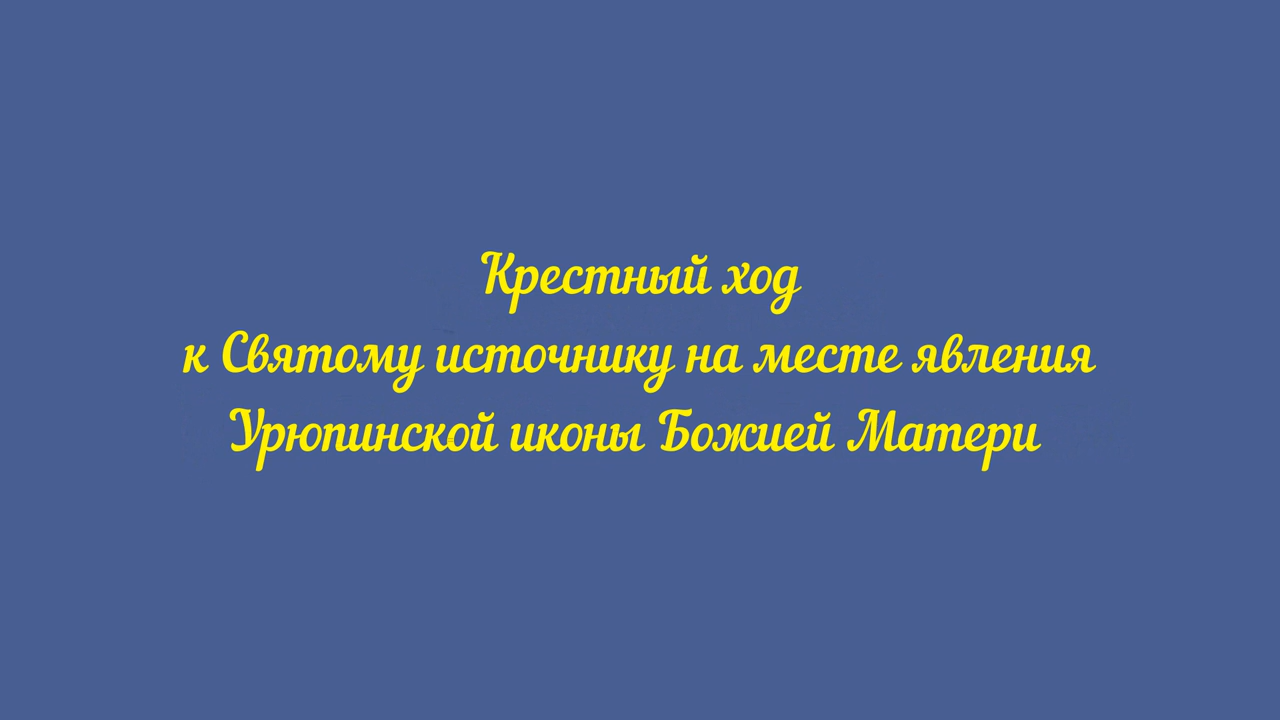 Крестный ход
к Святому источнику на месте явления
Урюпинской иконы Божией Матери